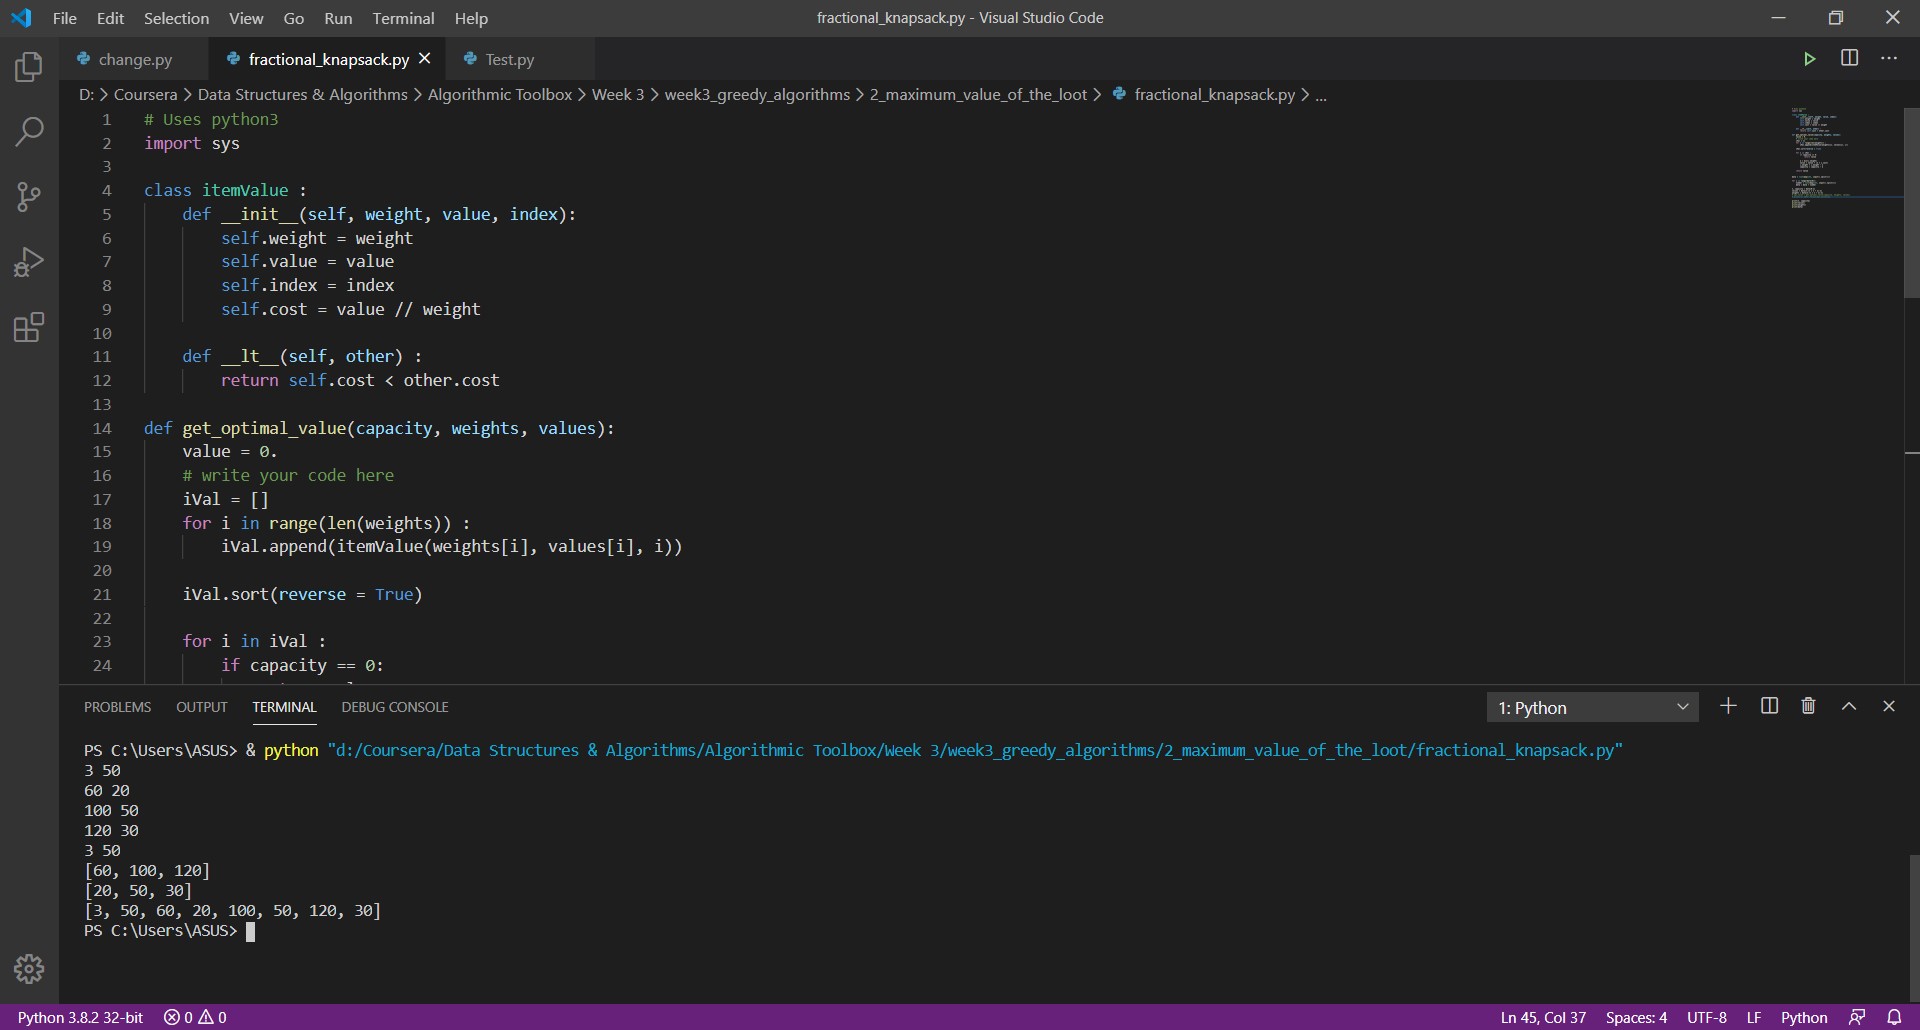 File Edit Selection View Go Run Terminal Help
fractional_knapsack.py - Visual Studio Code
change.py
fractional_knapsack.py
Test.py
D: > Coursera > Data Structures & Algorithms > Algorithmic Toolbox > Week 3 > week3_greedy_algorithms > 2_maximum_value_of_the_loot > fractional_knapsack.py > ...
1 # Uses python3
2 import sys
3
4 class itemValue :
5 def __init__(self, weight, value, index):
6 self.weight = weight
7 self.value = value
8 self.index = index
9 self.cost = value // weight
10
11 def __lt__(self, other) :
12 return self.cost < other.cost
13
14 def get_optimal_value(capacity, weights, values):
15 value = 0.
16 # write your code here
17 iVal = []
18 for i in range(len(weights)) :
19 iVal.append(itemValue(weights[i], values[i], i))
20
21 iVal.sort(reverse = True)
22
23 for i in iVal :
24 if capacity == 0:
PROBLEMS OUTPUT TERMINAL DEBUG CONSOLE
1: Python
PS C:\Users\ASUS> & python "d:/Coursera/Data Structures & Algorithms/Algorithmic Toolbox/Week 3/week3_greedy_algorithms/2_maximum_value_of_the_loot/fractional_knapsack.py"
3 50
60 20
100 50
120 30
3 50
[60, 100, 120]
[20, 50, 30]
[3, 50, 60, 20, 100, 50, 120, 30]
PS C:\Users\ASUS>
Python 3.8.2 32-bit 0 0
Ln 45, Col 37 Spaces: 4 UTF-8 LF Python